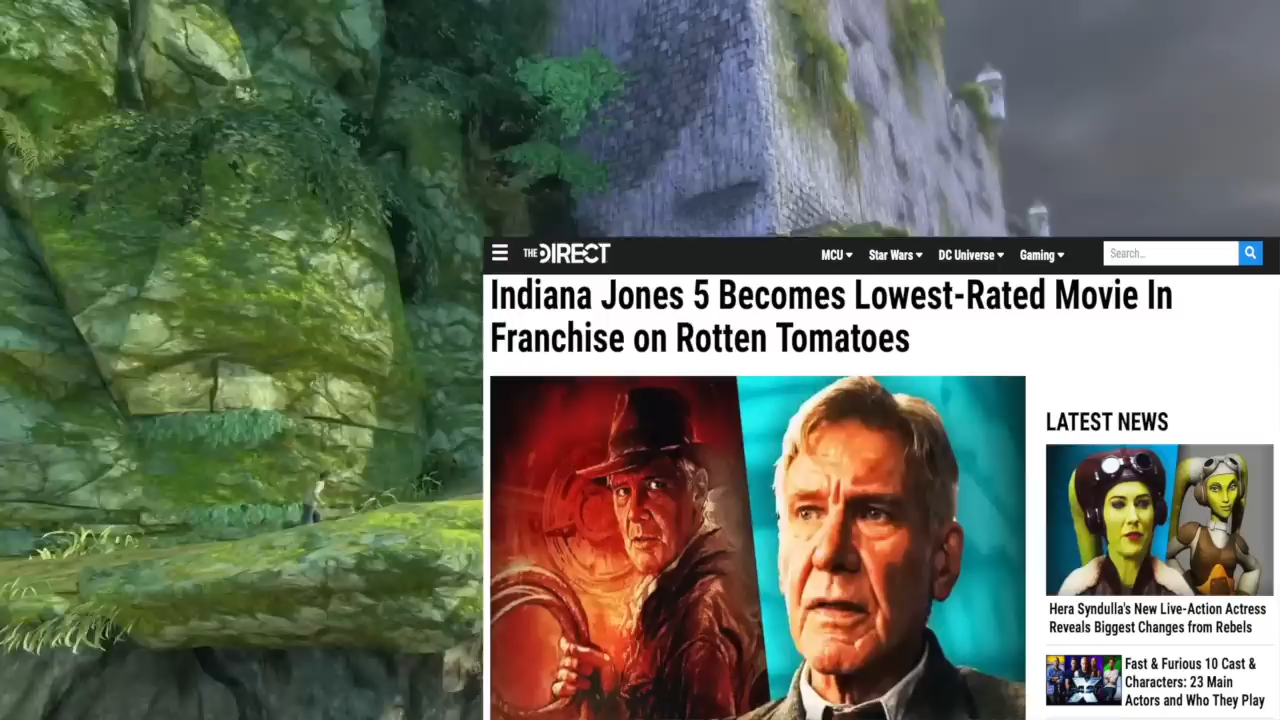 THE DIRECT
MCU
Star Wars
DC Universe
Gaming
Search...
Indiana Jones 5 Becomes Lowest-Rated Movie In
Franchise on Rotten Tomatoes
LATEST NEWS
Hera Syndulla's New Live-Action Actress
Reveals Biggest Changes from Rebels
Fast & Furious 10 Cast &
Characters: 23 Main
Actors and Who They Play